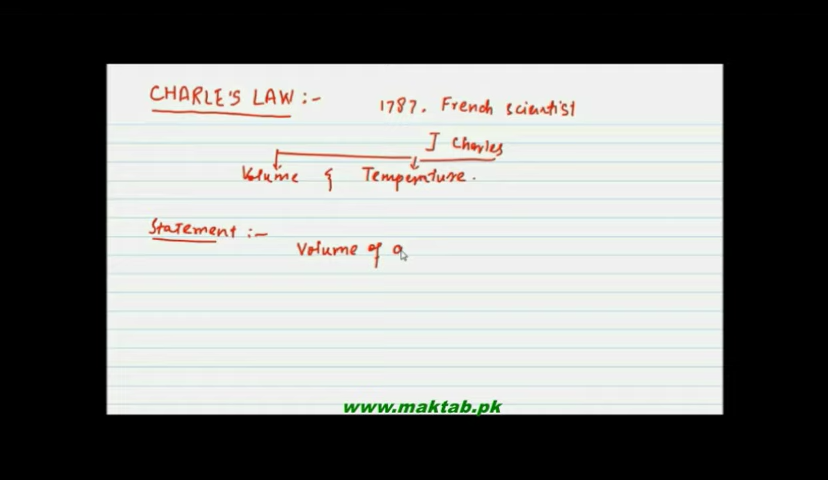 CHARLE'S LAW :-
1787. French scientist
J Charles
Volume & Temperature.
Statement :-
Volume of a
www.maktab.pk